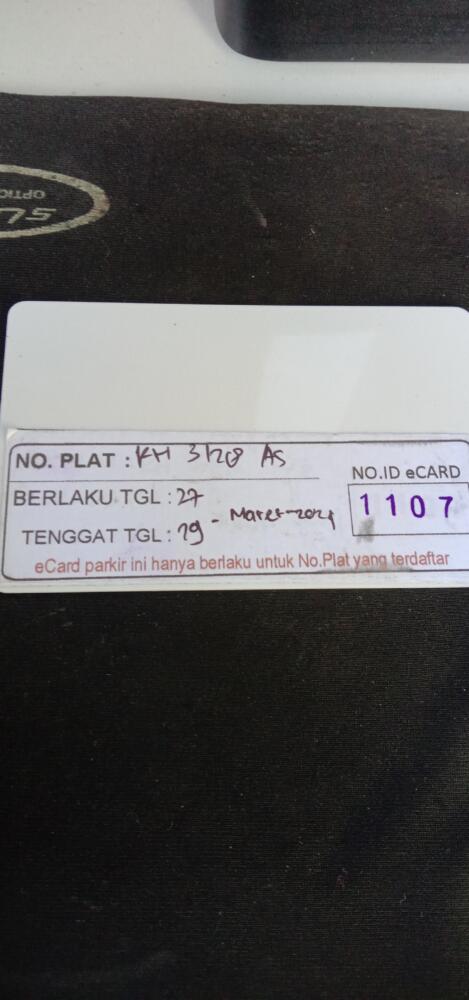 OPTIC
NO. PLAT : KH 3128 AS
NO.ID eCARD
1107
BERLAKU TGL : 27
- Maret-2024
TENGGAT TGL : 29
eCard parkir ini hanya berlaku untuk No.Plat yang terdaftar